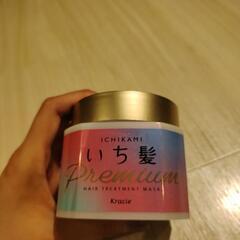 ICHIKAMI
いち髪
Premium
HAIR TREATMENT MASK
Kracie